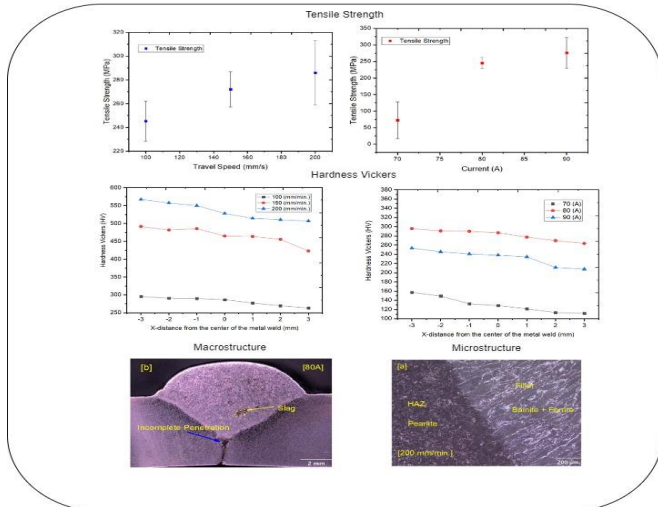 Tensile Strength
Tensile Strength
Tensile Strength (MPa)
320
300
280
260
240
220
100 120 140 160 180 200
Travel Speed (mm/s)
Tensile Strength
Tensile Strength (MPa)
350
300
250
200
150
100
50
0
70 80 90
Current (A)
Hardness Vickers
100 (mm/min.)
150 (mm/min.)
200 (mm/min.)
Hardness Vickers (HV)
600
550
500
450
400
350
300
250
-3 -2 -1 0 1 2 3
X-distance from the center of the metal weld (mm)
70 (A)
80 (A)
90 (A)
Hardness Vickers (HV)
380
360
340
320
300
280
260
240
220
200
180
160
140
120
100
-3 -2 -1 0 1 2 3
X-distance from the center of the metal weld (mm)
Macrostructure
[b] [80A]
Slag
Incomplete Penetration
2 mm
Microstructure
[a]
HAZ
Pearlite
Bainite + Ferrite
[200 mm/min.]
200 µm